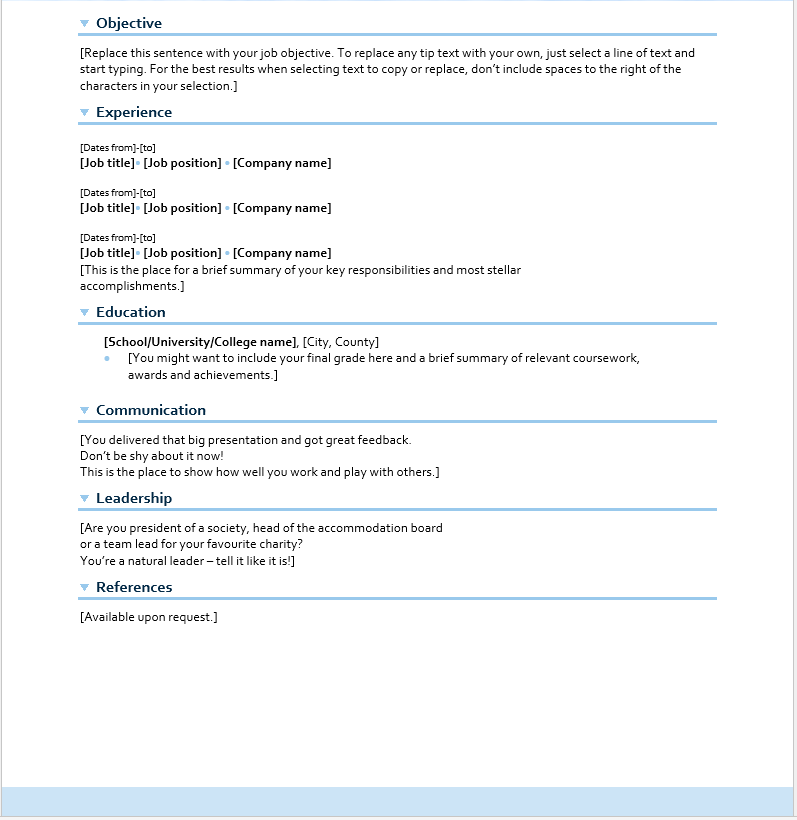 Objective
[Replace this sentence with your job objective. To replace any tip text with your own, just select a line of text and
start typing. For the best results when selecting text to copy or replace, don’t include spaces to the right of the
characters in your selection.]
Experience
[Dates from]-[to]
[Job title]• [Job position] • [Company name]
[Dates from]-[to]
[Job title]• [Job position] • [Company name]
[Dates from]-[to]
[Job title]• [Job position] • [Company name]
[This is the place for a brief summary of your key responsibilities and most stellar
accomplishments.]
Education
[School/University/College name], [City, County]
• [You might want to include your final grade here and a brief summary of relevant coursework,
awards and achievements.]
Communication
[You delivered that big presentation and got great feedback.
Don’t be shy about it now!
This is the place to show how well you work and play with others.]
Leadership
[Are you president of a society, head of the accommodation board
or a team lead for your favourite charity?
You’re a natural leader – tell it like it is!]
References
[Available upon request.]